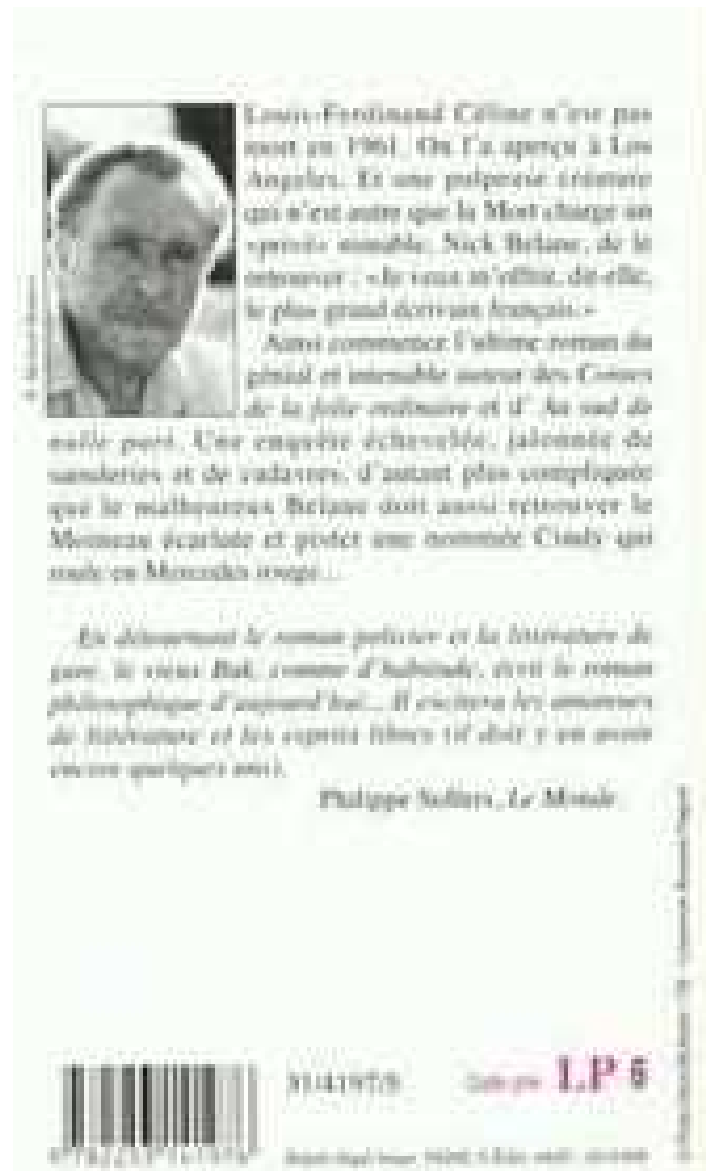 Louis-Ferdinand Céline n'est pas
mort en 1961. On l'a aperçu à Los
Angeles. Et une pulpeuse créature
qui n'est autre que la Mort charge un
«privé» minable, Nick Belane, de le
retrouver : «Je veux m'offrir, dit-elle,
le plus grand écrivain français.»
Ainsi commence l'ultime roman du
génial et intenable auteur des Contes
de la folie ordinaire et d' Au sud de
nulle part. Une enquête échevelée, jalonnée de
vandetties et de cadavres, d'autant plus compliquée
que le malheureux Belane doit aussi retrouver le
Moineau écarlate et pister une nommée Cindy qui
roule en Mercedes rouge...
En détournant le roman policier et la littérature de
gare, le vieux Buk, comme d'habitude, écrit le roman
philosophique d'aujourd'hui... Il excitera les amateurs
de littérature et les esprits libres (il doit y en avoir
encore quelques uns).
Philippe Sollers, Le Monde.
31/4197/8
LP 6